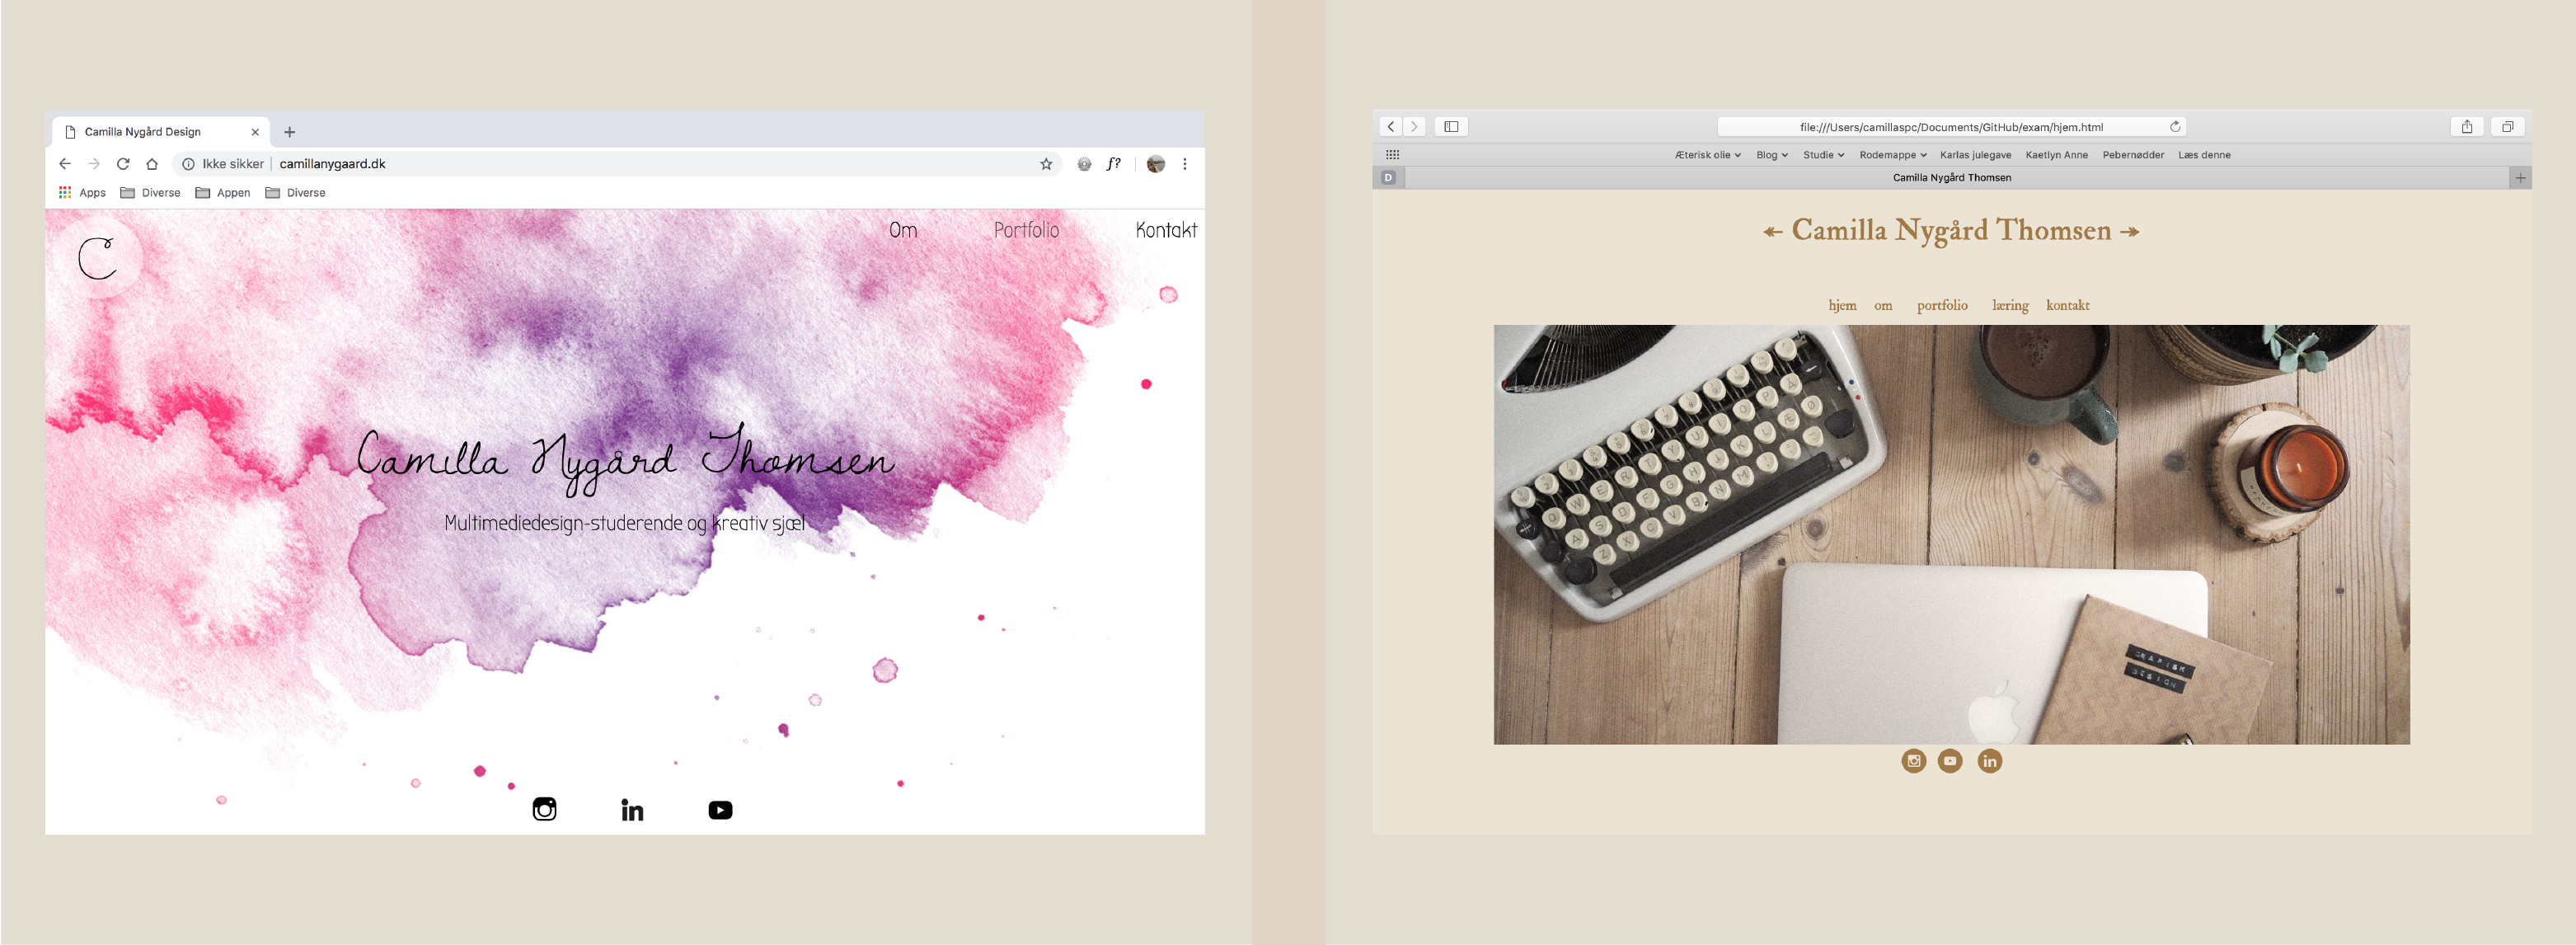 Camilla Nygård Design
Ikke sikker
camillanygaard.dk
f?
Apps
Diverse
Appen
Diverse
C
Om
Portfolio
Kontakt
Camilla Nygård Thomsen
Multimediedesign-studerende og kreativ sjæl
in
file:///Users/camillaspc/Documents/GitHub/exam/hjem.html
Æterisk olie
Blog
Studie
Rodemappe
Karlas julegave
Kaetlyn Anne
Pebernødder
Læs denne
D
Camilla Nygård Thomsen
↞ Camilla Nygård Thomsen ↠
hjem
om
portfolio
læring
kontakt
GRAFISK
DESIGN
in